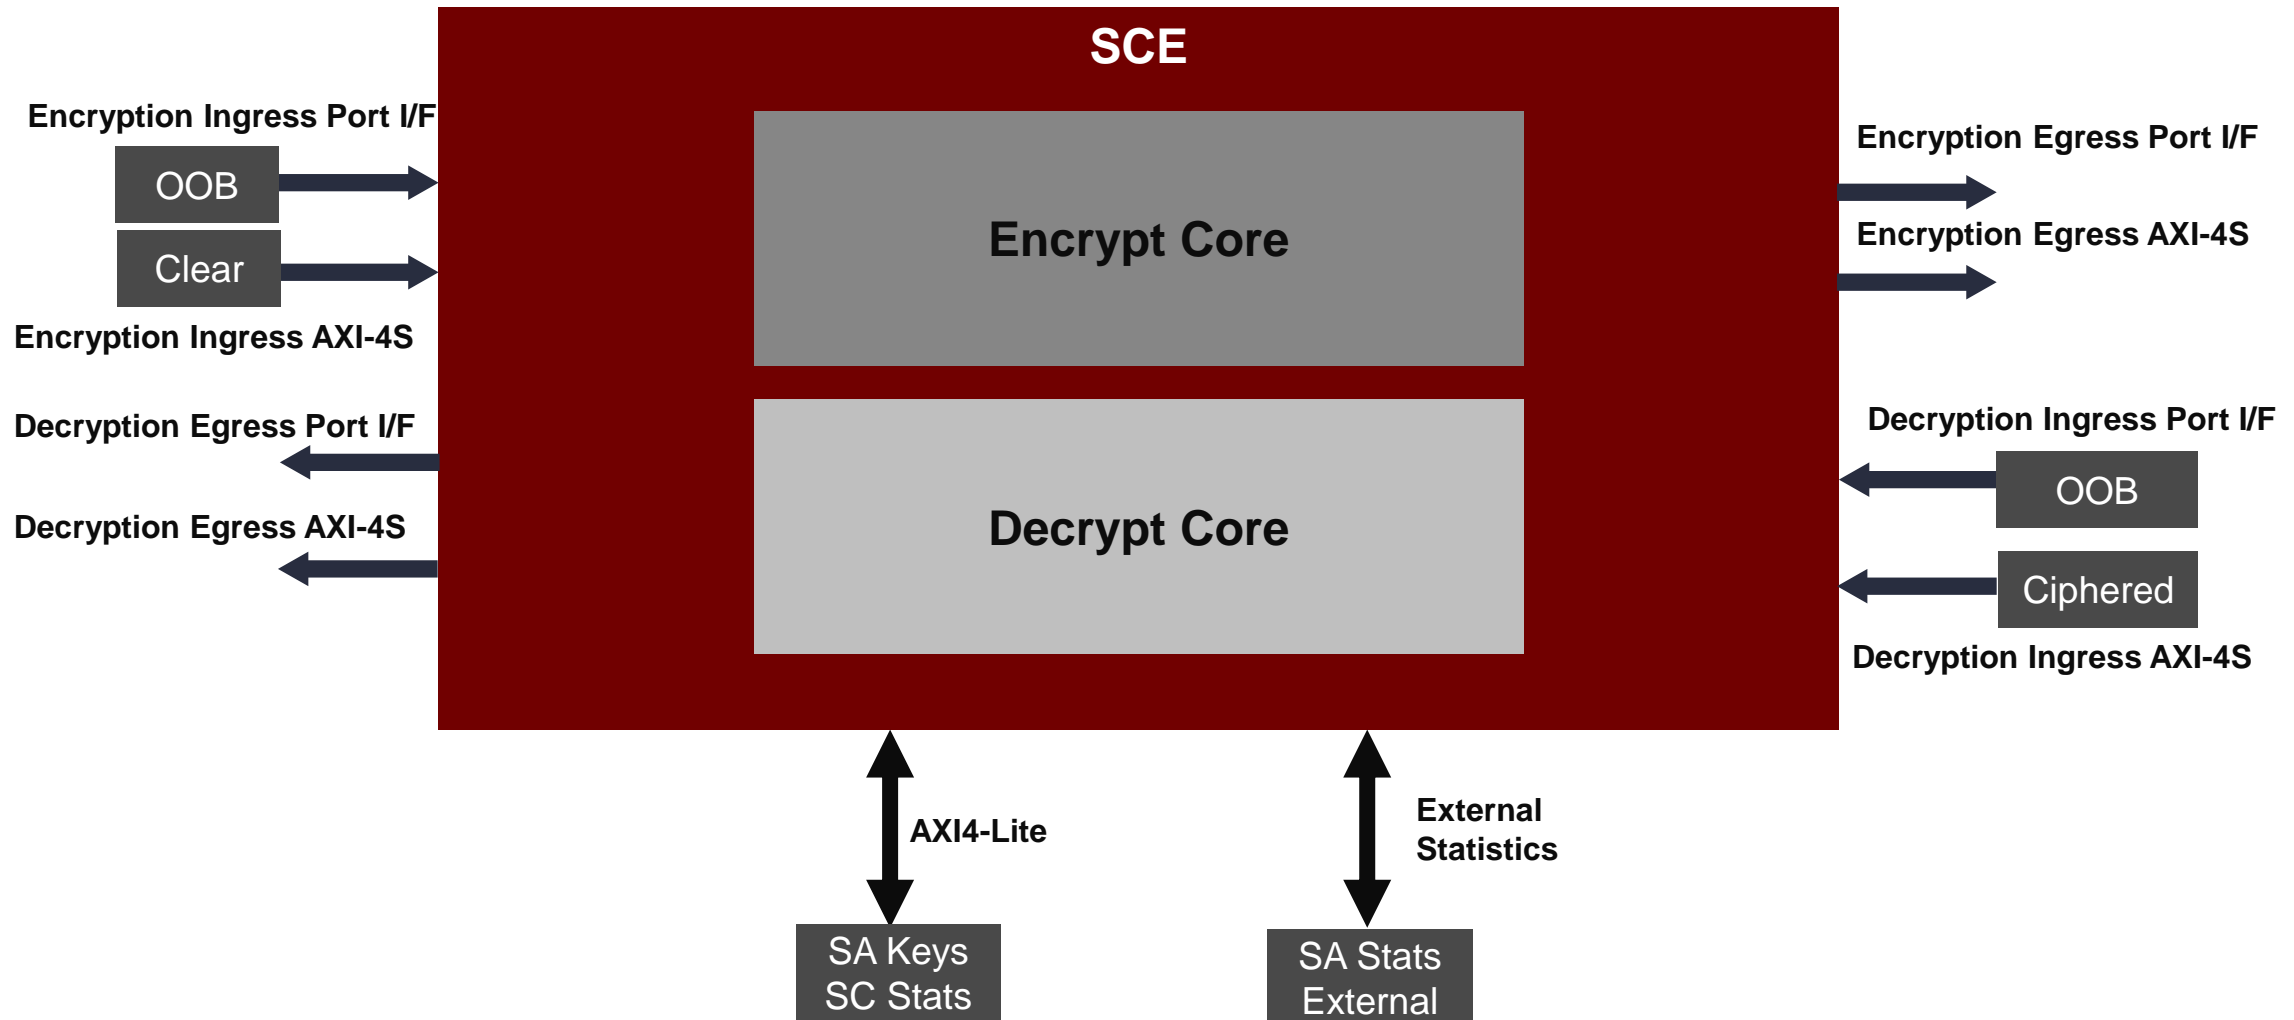 SCE
Encryption Ingress Port I/F
OOB
Clear
Encryption Ingress AXI-4S
Decryption Egress Port I/F
Decryption Egress AXI-4S
Encrypt Core
Decrypt Core
Encryption Egress Port I/F
Encryption Egress AXI-4S
Decryption Ingress Port I/F
OOB
Ciphered
Decryption Ingress AXI-4S
AXI4-Lite
External
Statistics
SA Keys
SC Stats
SA Stats
External